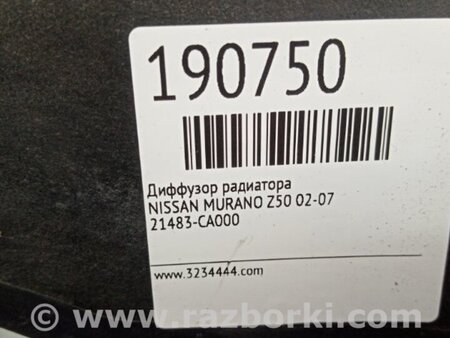 190750
Диффузор радиатора
NISSAN MURANO Z50 02-07
21483-CA000
www.3234444.com
© www.razborki.com